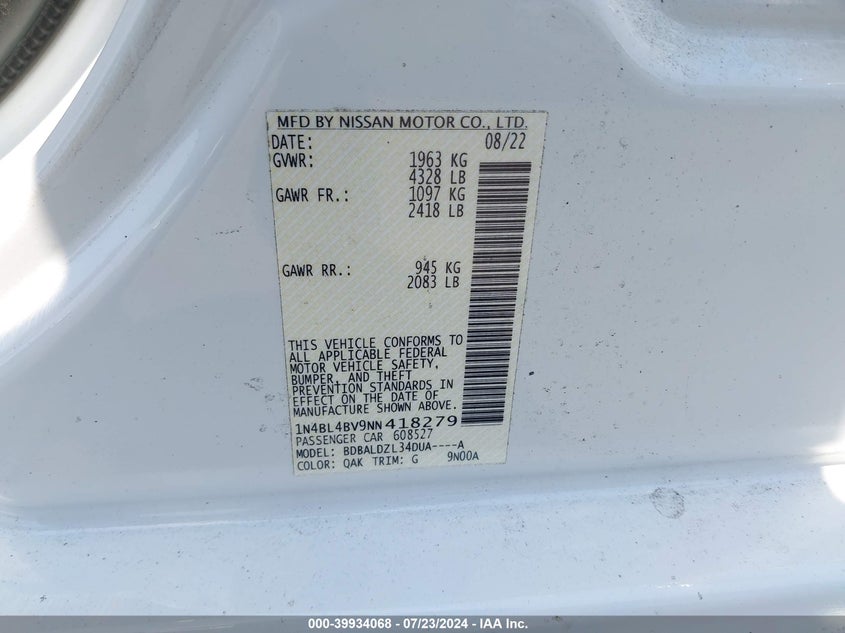 MFD BY NISSAN MOTOR CO., LTD.
DATE: 08/22
GVWR: 1963 KG
4328 LB
GAWR FR.: 1097 KG
2418 LB
GAWR RR.: 945 KG
2083 LB
THIS VEHICLE CONFORMS TO
ALL APPLICABLE FEDERAL
MOTOR VEHICLE SAFETY,
BUMPER, AND THEFT
PREVENTION STANDARDS IN
EFFECT ON THE DATE OF
MANUFACTURE SHOWN ABOVE.
1N4BL4BV9NN418279
PASSENGER CAR 608527
MODEL: BDBALDZL34DUA----A
COLOR: QAK TRIM: G 9N00A
000-39934068 - 07/23/2024 - IAA Inc.